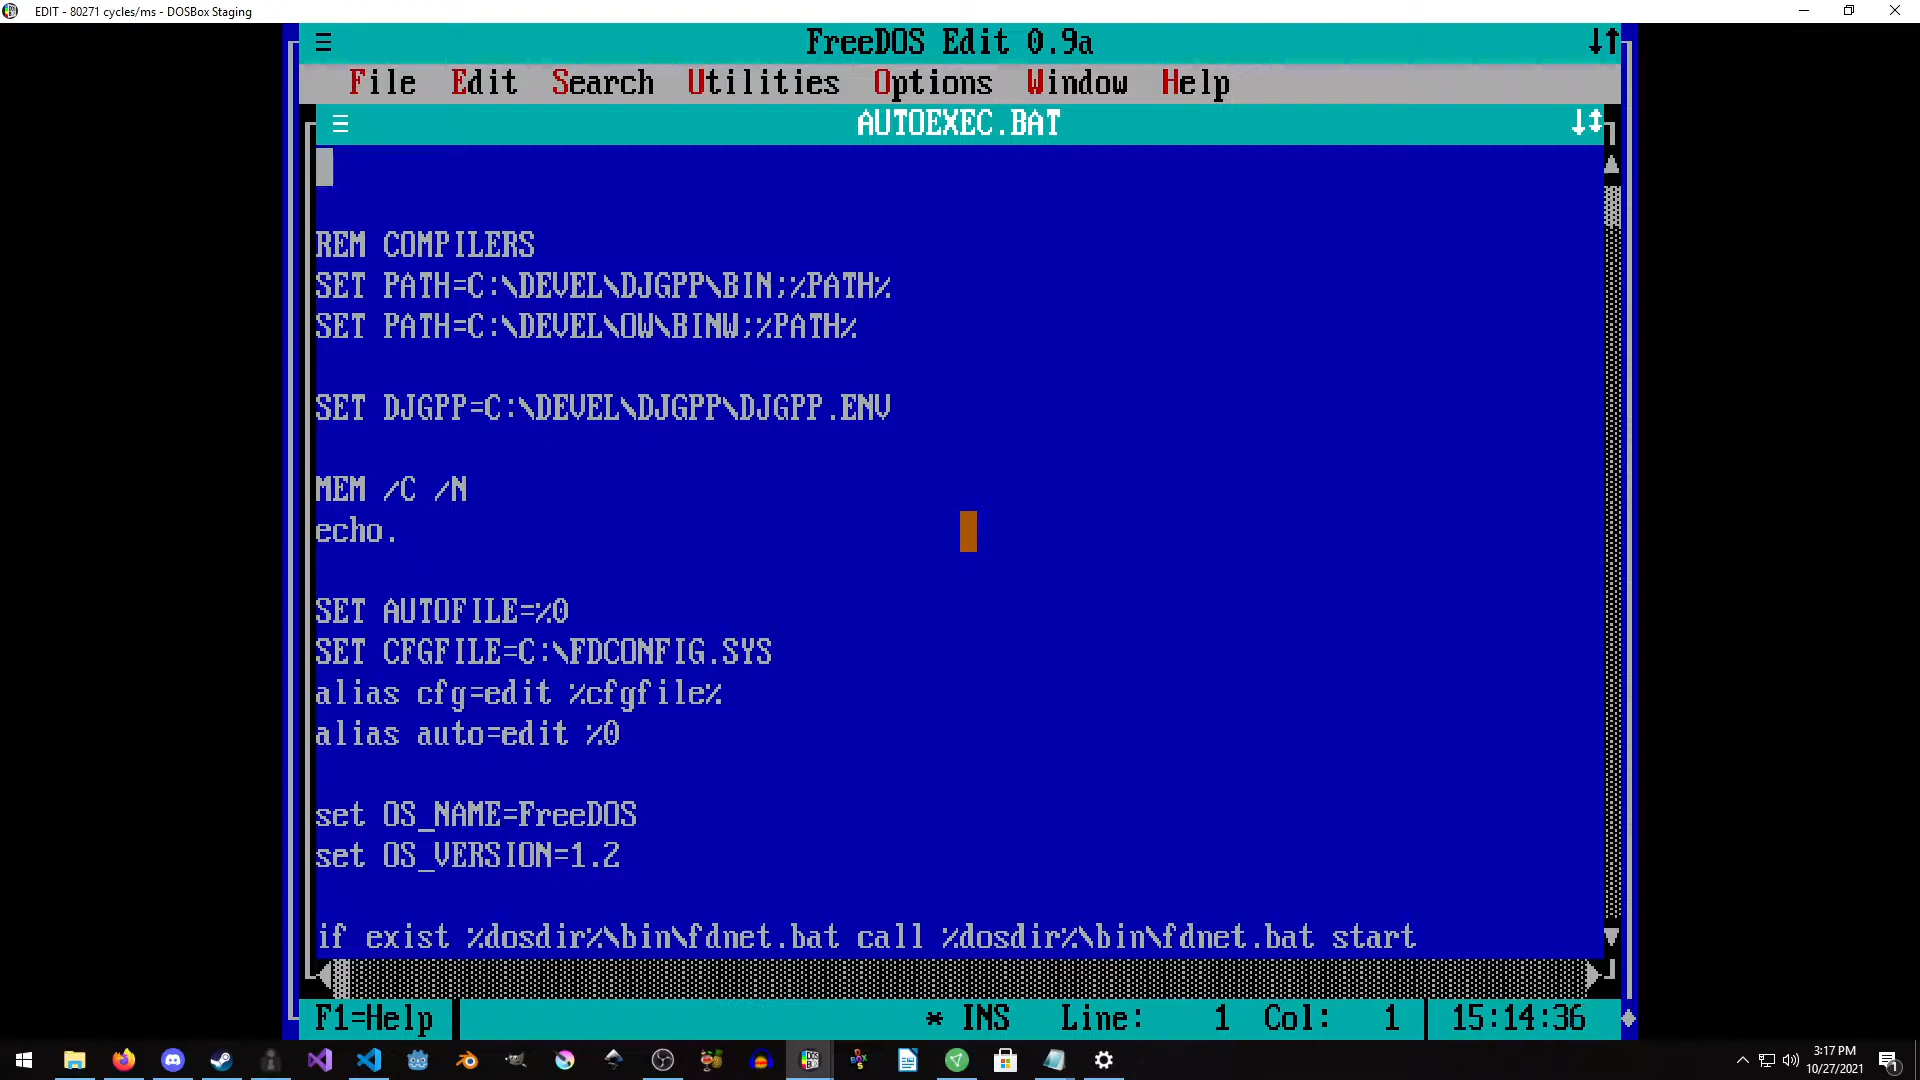 EDIT - 80271 cycles/ms - DOSBox Staging
FreeDOS Edit 0.9a
File Edit Search Utilities Options Window Help
AUTOEXEC.BAT
REM COMPILERS
SET PATH=C:\DEVEL\DJGPP\BIN;%PATH%
SET PATH=C:\DEVEL\OW\BINW;%PATH%
SET DJGPP=C:\DEVEL\DJGPP\DJGPP.ENV
MEM /C /N
echo.
SET AUTOFILE=%0
SET CFGFILE=C:\FDCONFIG.SYS
alias cfg=edit %cfgfile%
alias auto=edit %0
set OS_NAME=FreeDOS
set OS_VERSION=1.2
if exist %dosdir%\bin\fdnet.bat call %dosdir%\bin\fdnet.bat start
F1=Help * INS Line: 1 Col: 1 15:14:36
3:17 PM
10/27/2021